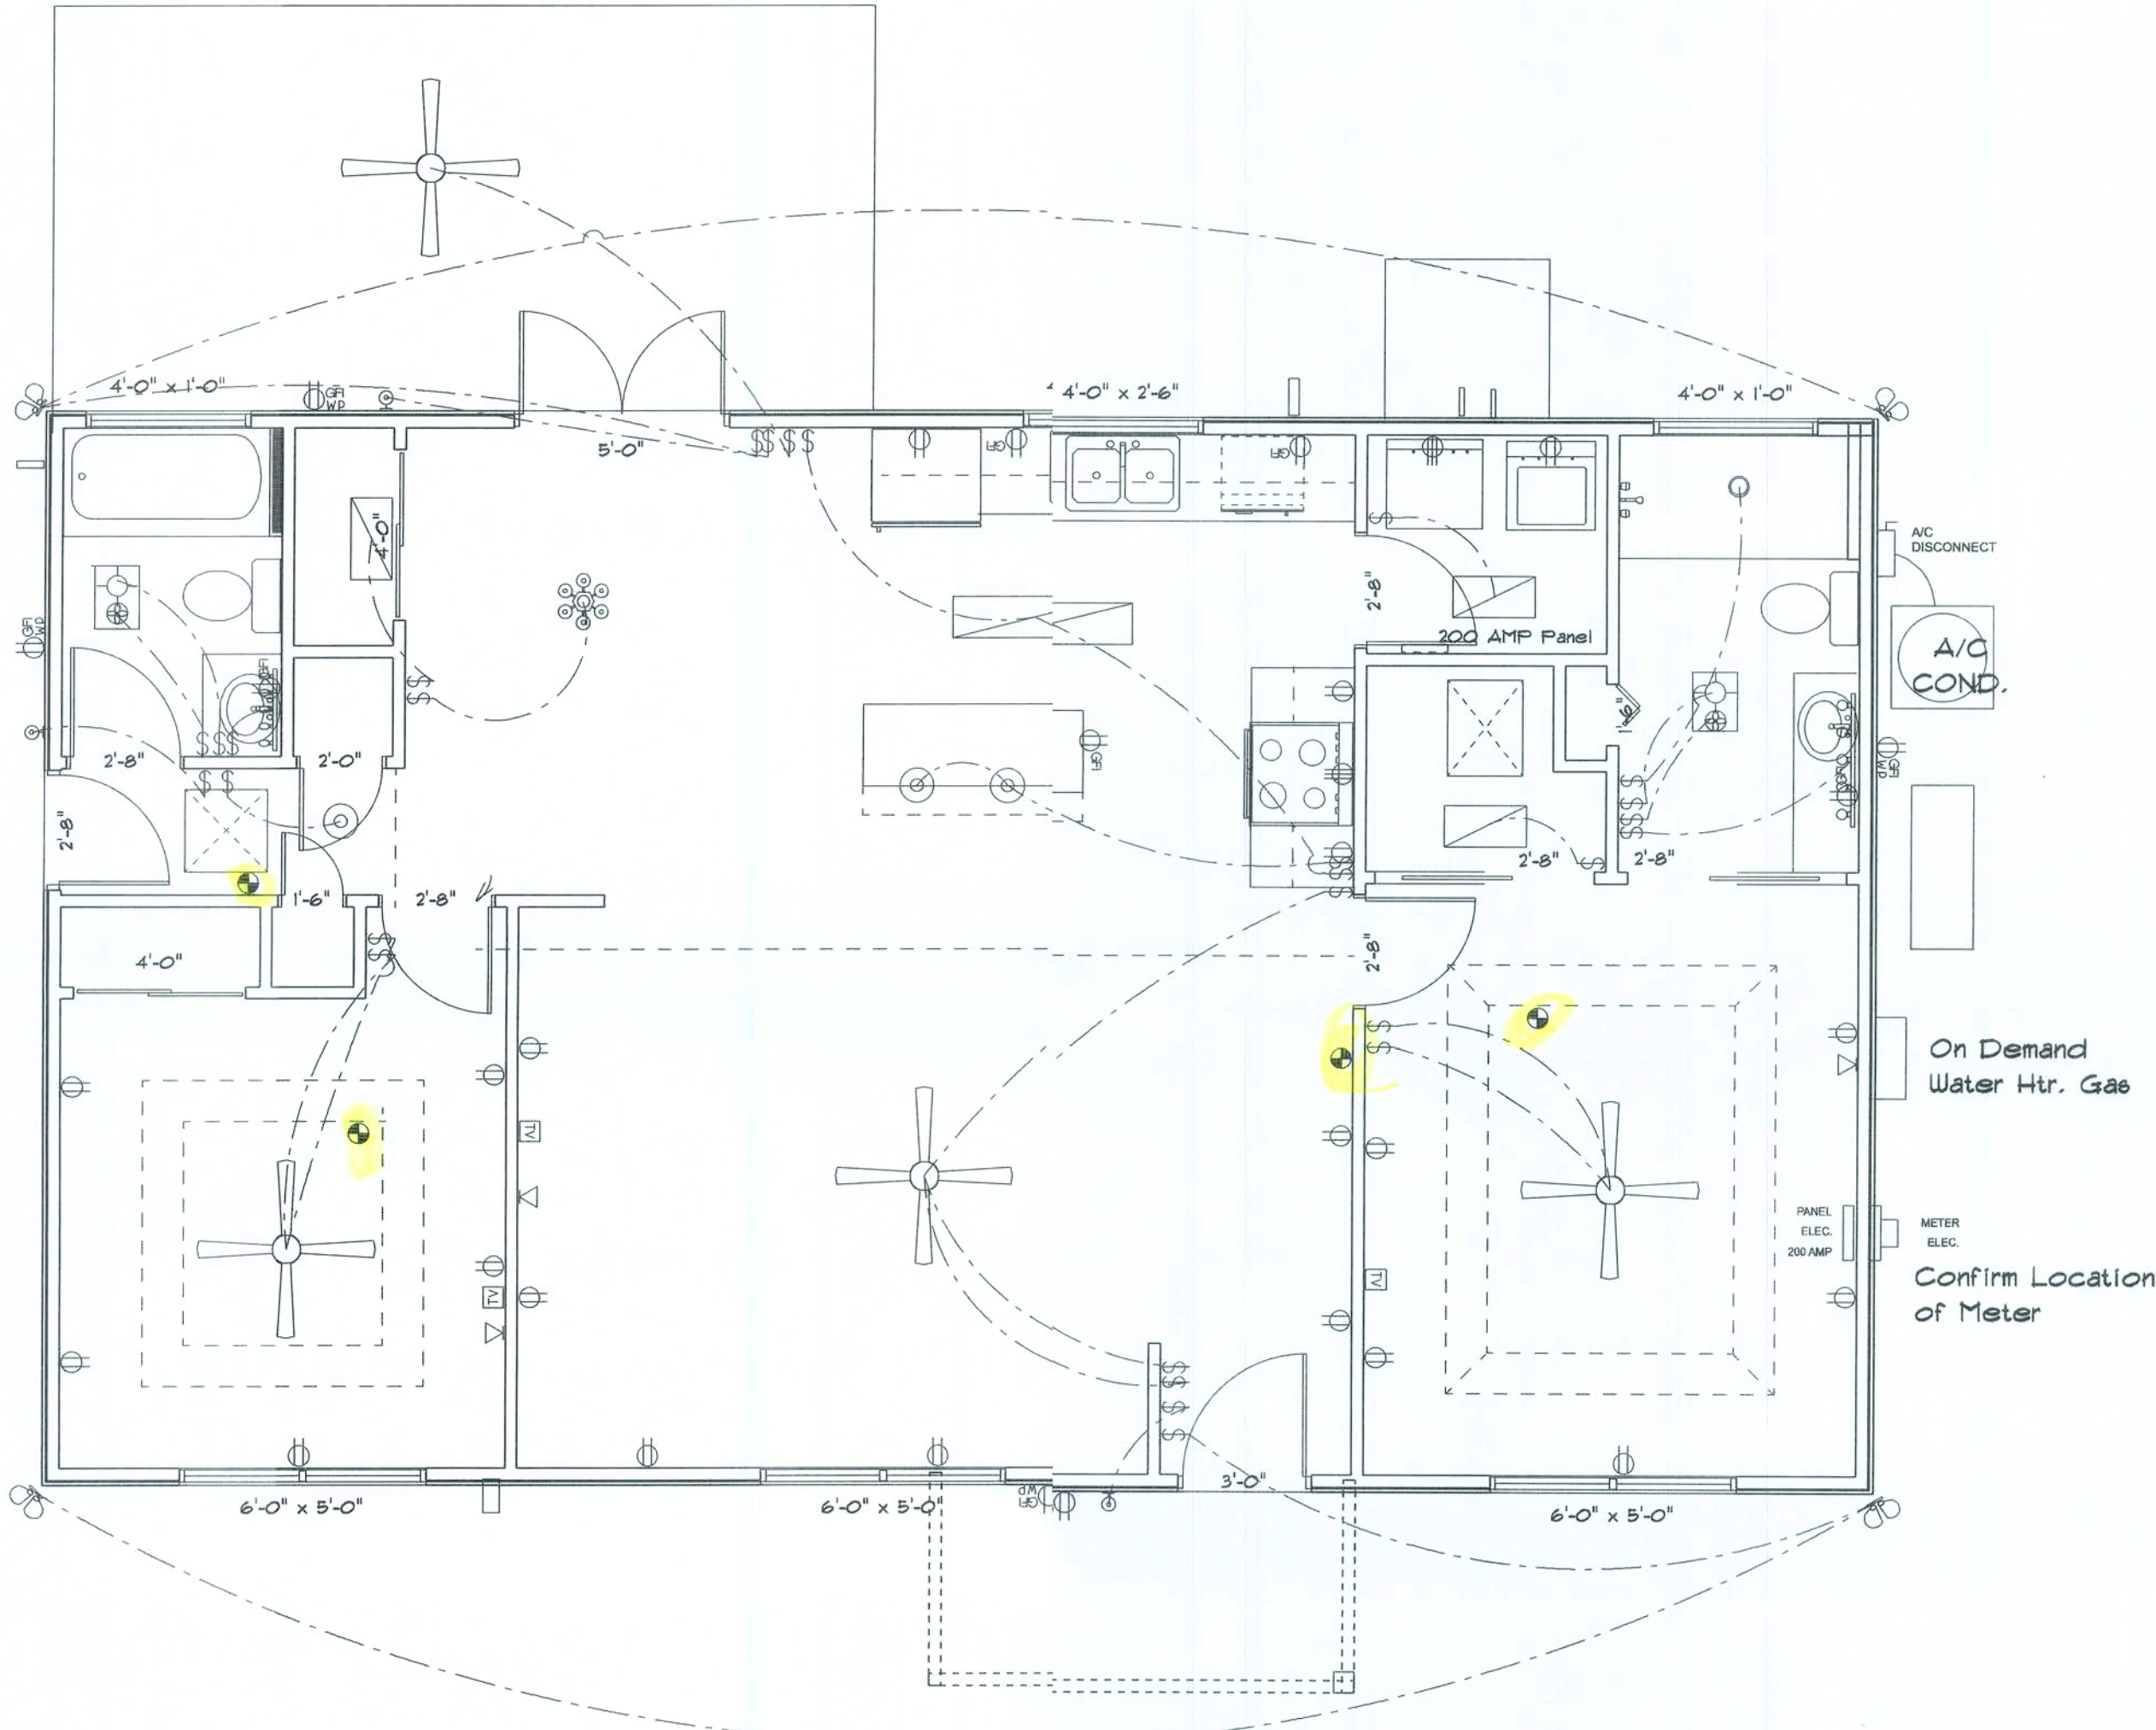 4'-0" x 1'-0"
GFI
WP
4'-0" x 2'-6"
4'-0" x 1'-0"
5'-0"
$ $ $ $
GFI
GFI
4'-0"
$
A/C
DISCONNECT
2'-8"
GFI
WP
200 AMP Panel
A/C
COND.
GFI
$ $
1'-6"
$ $ $
2'-8"
2'-0"
GFI
GFI
WP
GFI
$ $
2'-8"
$ $ $ $
2'-8"
$
2'-8"
$ $ $
1'-6"
2'-8"
$ $
4'-0"
2'-8"
$ $
On Demand
Water Htr. Gas
TV
PANEL
ELEC.
200 AMP
METER
ELEC.
TV
TV
Confirm Location
of Meter
$ $ $ $
3'-0"
GFI
WP
6'-0" x 5'-0"
6'-0" x 5'-0"
6'-0" x 5'-0"